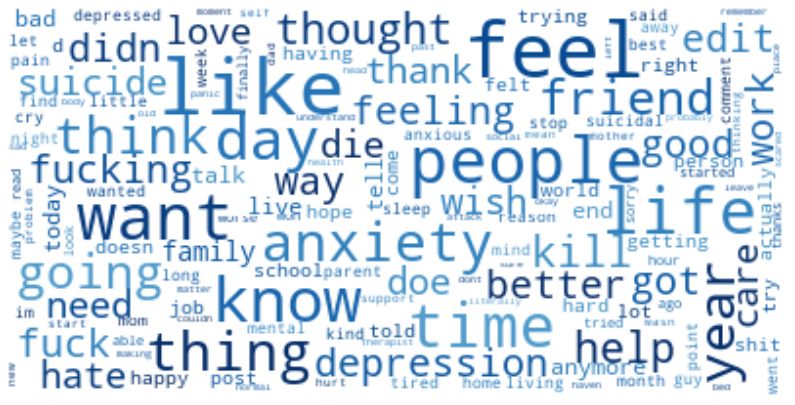 bad depressed moment self trying said remember
let love thought feel away edit
pain d didn week finally dad having best right
suicide like thank felt friend comment work place
find body little feeling stop suicidal thinking probably
cry old understand anxious social mean mother good
night think day die people person scared
fucking talk health way tell come started
maybe read problem wanted today live hope sleep wish world okay reason end sorry life leave actually thanks
want worse attack
look doesn family anxiety mind kill getting hour
going long school parent doe better got care year try
im need matter know support dont literally hard lot ago
start job couldn time tried wasn
mom mental kind told help point shit
fuck able making thing therapist depression anymore went
new hate happy post normal hurt tired home living month guy bed